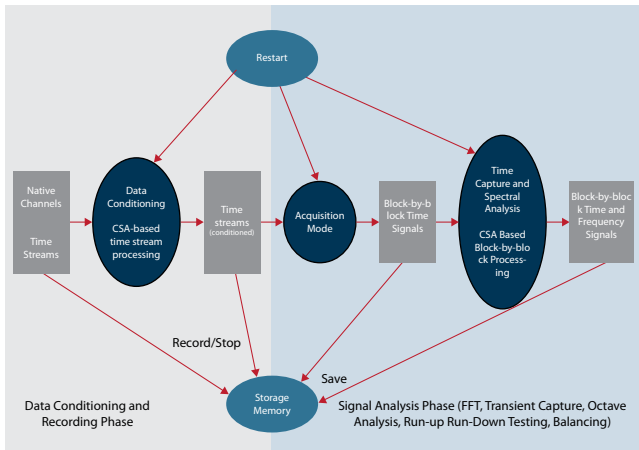 Restart
Native
Channels
Time
Streams
Data
Conditioning
CSA-based
time stream
processing
Time
streams
(conditioned)
Acquisition
Mode
Block-by-b
lock Time
Signals
Time
Capture and
Spectral
Analysis
CSA Based
Block-by-blo
ck Process-
ing
Block-by-bloc
k Time and
Frequency
Signals
Record/Stop
Save
Storage
Memory
Data Conditioning and
Recording Phase
Signal Analysis Phase (FFT, Transient Capture, Octave
Analysis, Run-up Run-Down Testing, Balancing)